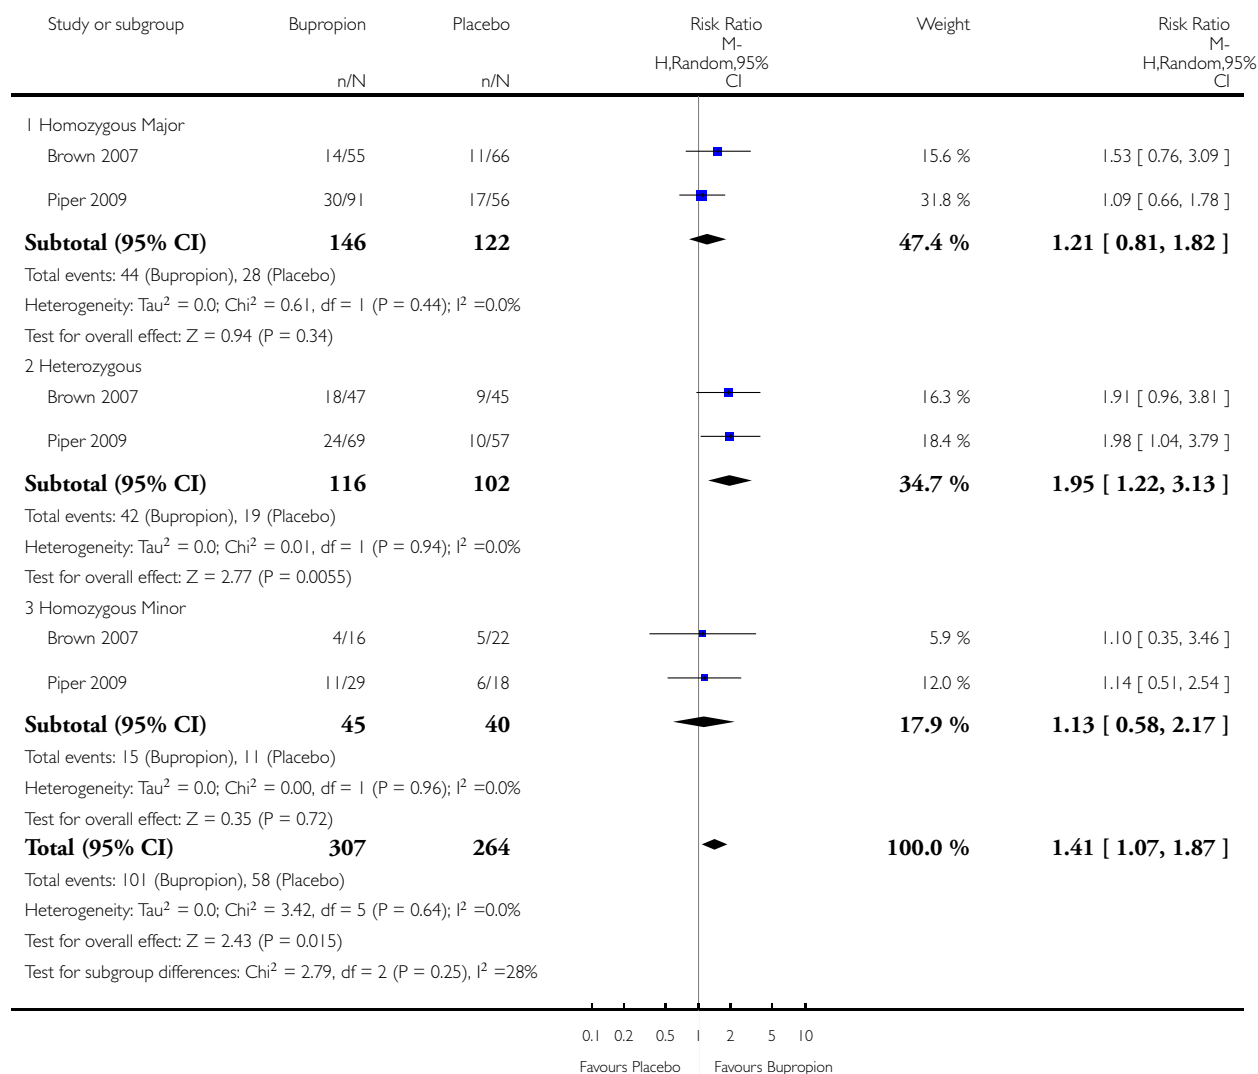 Study or subgroup Bupropion Placebo Risk Ratio Weight Risk Ratio
M- M-
H,Random,95% H,Random,95%
n/N n/N CI CI
1 Homozygous Major
Brown 2007 14/55 11/66 15.6 % 1.53 [ 0.76, 3.09 ]
Piper 2009 30/91 17/56 31.8 % 1.09 [ 0.66, 1.78 ]
Subtotal (95% CI) 146 122 47.4 % 1.21 [ 0.81, 1.82 ]
Total events: 44 (Bupropion), 28 (Placebo)
Heterogeneity: Tau² = 0.0; Chi² = 0.61, df = 1 (P = 0.44); I² =0.0%
Test for overall effect: Z = 0.94 (P = 0.34)
2 Heterozygous
Brown 2007 18/47 9/45 16.3 % 1.91 [ 0.96, 3.81 ]
Piper 2009 24/69 10/57 18.4 % 1.98 [ 1.04, 3.79 ]
Subtotal (95% CI) 116 102 34.7 % 1.95 [ 1.22, 3.13 ]
Total events: 42 (Bupropion), 19 (Placebo)
Heterogeneity: Tau² = 0.0; Chi² = 0.01, df = 1 (P = 0.94); I² =0.0%
Test for overall effect: Z = 2.77 (P = 0.0055)
3 Homozygous Minor
Brown 2007 4/16 5/22 5.9 % 1.10 [ 0.35, 3.46 ]
Piper 2009 11/29 6/18 12.0 % 1.14 [ 0.51, 2.54 ]
Subtotal (95% CI) 45 40 17.9 % 1.13 [ 0.58, 2.17 ]
Total events: 15 (Bupropion), 11 (Placebo)
Heterogeneity: Tau² = 0.0; Chi² = 0.00, df = 1 (P = 0.96); I² =0.0%
Test for overall effect: Z = 0.35 (P = 0.72)
Total (95% CI) 307 264 100.0 % 1.41 [ 1.07, 1.87 ]
Total events: 101 (Bupropion), 58 (Placebo)
Heterogeneity: Tau² = 0.0; Chi² = 3.42, df = 5 (P = 0.64); I² =0.0%
Test for overall effect: Z = 2.43 (P = 0.015)
Test for subgroup differences: Chi² = 2.79, df = 2 (P = 0.25), I² =28%
0.1 0.2 0.5 1 2 5 10
Favours Placebo Favours Bupropion